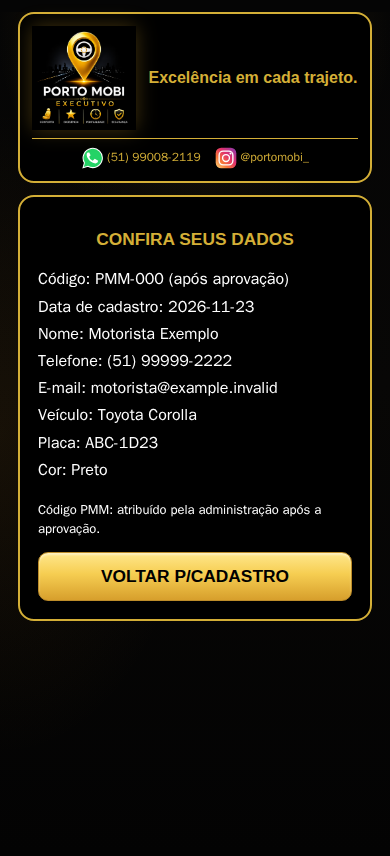 PORTO MOBI
EXECUTIVO
Excelência em cada trajeto.
(51) 99008-2119
@portomobi_
CONFIRA SEUS DADOS
Código: PMM-000 (após aprovação)
Data de cadastro: 2026-11-23
Nome: Motorista Exemplo
Telefone: (51) 99999-2222
E-mail: motorista@example.invalid
Veículo: Toyota Corolla
Placa: ABC-1D23
Cor: Preto
Código PMM: atribuído pela administração após a
aprovação.
VOLTAR P/CADASTRO